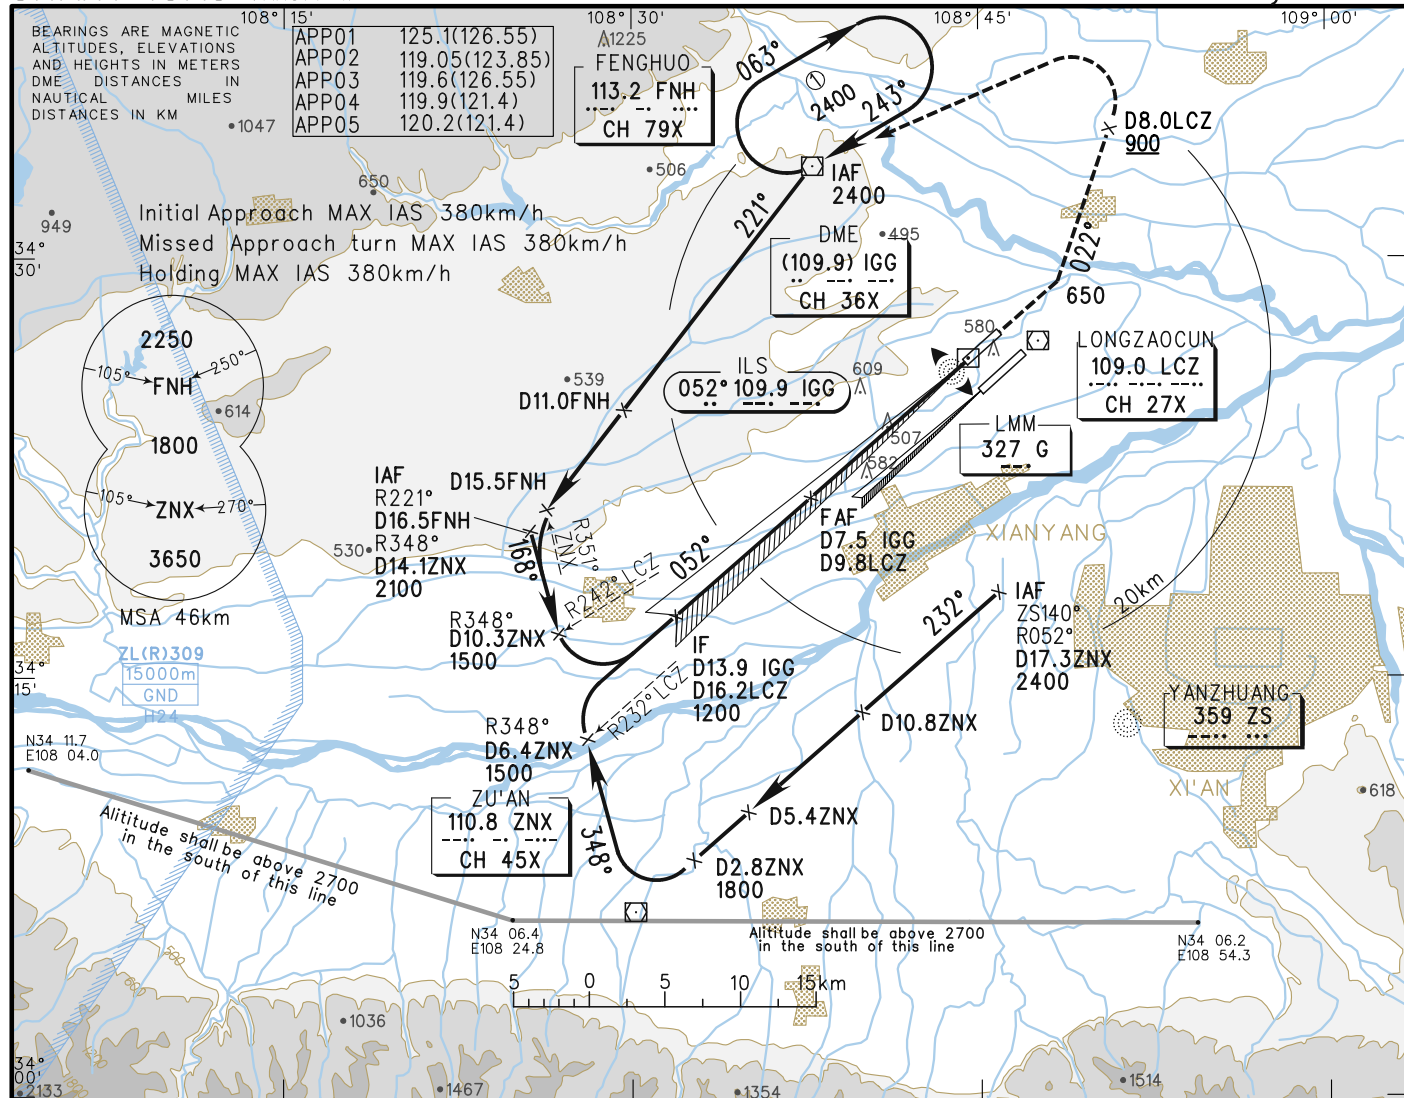 108° 15'
108° 30'
108° 45'
109° 00'
BEARINGS ARE MAGNETIC
ALTITUDES, ELEVATIONS
AND HEIGHTS IN METERS
DME DISTANCES IN
NAUTICAL MILES
DISTANCES IN KM
APP01 125.1(126.55)
APP02 119.05(123.85)
APP03 119.6(126.55)
APP04 119.9(121.4)
APP05 120.2(121.4)
1225
FENGHUO
113.2 FNH
CH 79X
063°
1
2400
243°
D8.0LCZ
900
1047
506
650
949
IAF
2400
Initial Approach MAX IAS 380km/h
Missed Approach turn MAX IAS 380km/h
Holding MAX IAS 380km/h
34°
30'
221°
DME
(109.9) IGG
CH 36X
495
022°
650
2250
105°
FNH
250°
614
1800
105°
ZNX
270°
3650
MSA 46km
580
LONGZAOCUN
109.0 LCZ
CH 27X
ILS
052° 109.9 IGG
609
539
D11.0FNH
507
582
LMM
327 G
IAF
R221°
D16.5FNH
R348°
D14.1ZNX
2100
D15.5FNH
530
168°
R351°
ZNX
R242° LCZ
052°
FAF
D7.5 IGG
D9.8LCZ
XIANYANG
20km
232°
IAF
ZS140°
R052°
D17.3ZNX
2400
R348°
D10.3ZNX
1500
ZL(R)309
15000m
GND
H24
34°
15'
IF
D13.9 IGG
D16.2LCZ
1200
R232° LCZ
YANZHUANG
359 ZS
D10.8ZNX
R348°
D6.4ZNX
1500
N34 11.7
E108 04.0
XI'AN
618
ZU'AN
110.8 ZNX
CH 45X
348°
D5.4ZNX
D2.8ZNX
1800
Alititude shall be above 2700
in the south of this line
N34 06.4
E108 24.8
Altitude shall be above 2700
in the south of this line
N34 06.2
E108 54.3
500
600
5 0 5 10 15km
1036
34°
00'
2133
1467
1354
1514